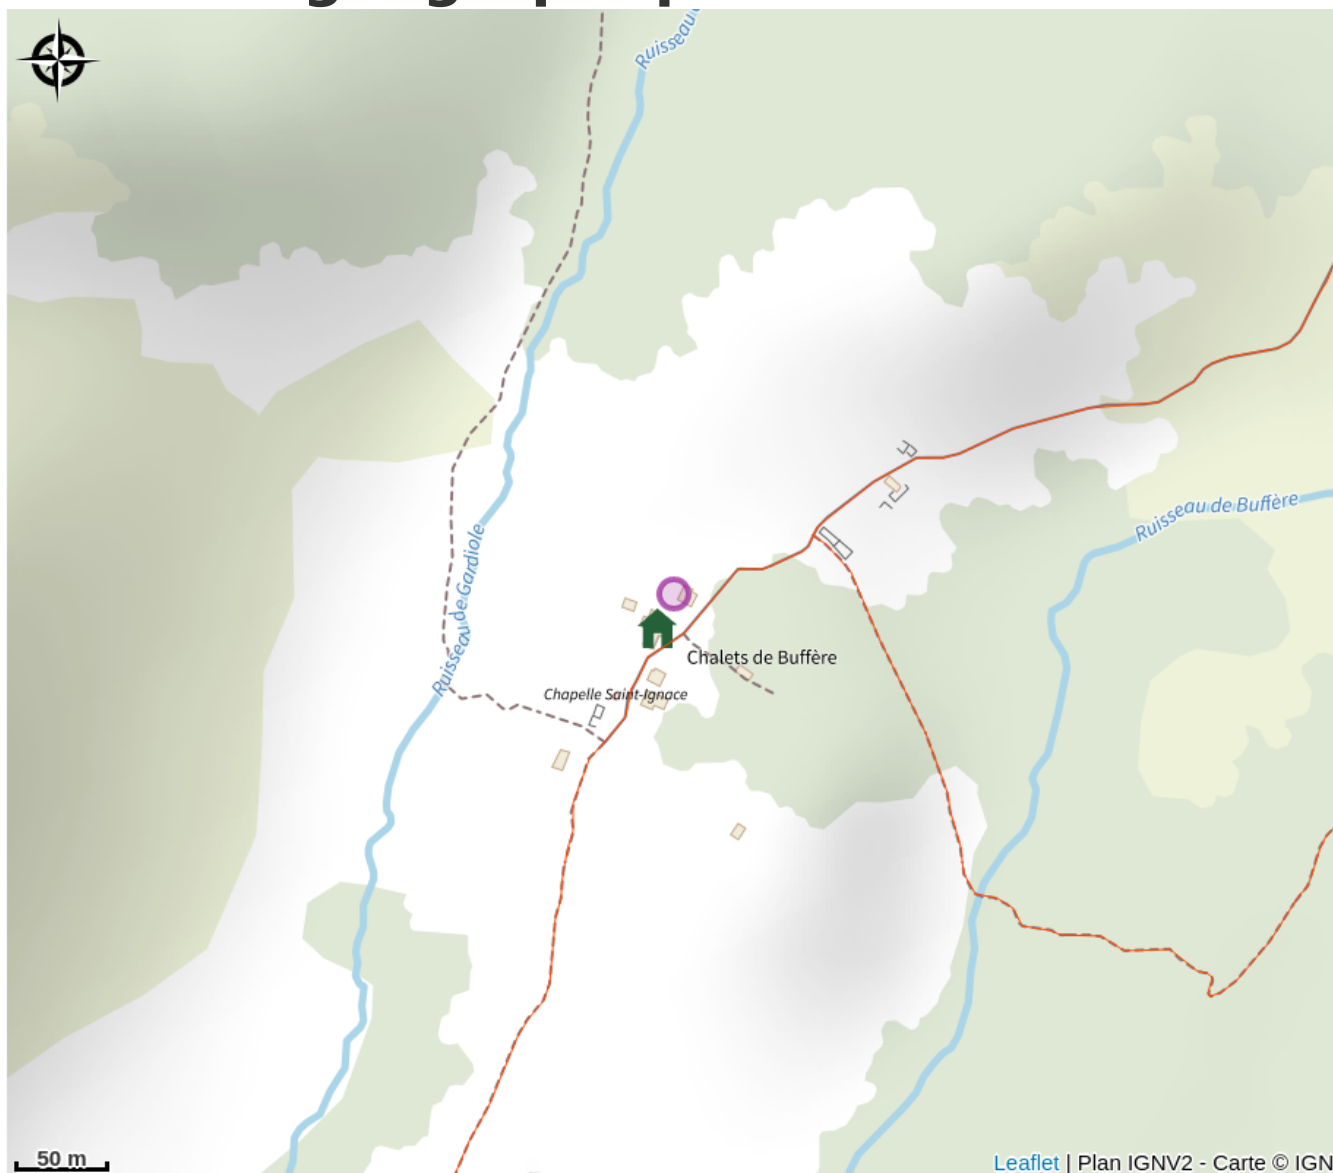 Ruisseau
Ruisseau de Buffère
Ruisseau de Gardiole
Chalets de Buffère
Chapelle Saint-Ignace
50 m
Leaflet | Plan IGNV2 - Carte © IGN